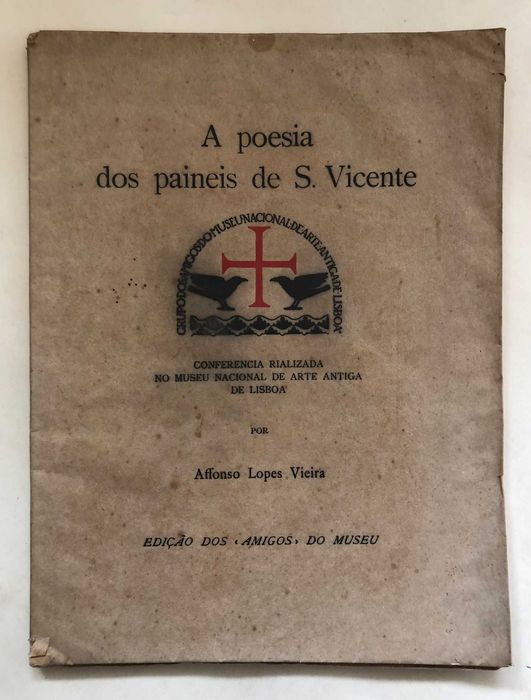 A poesia
dos paineis de S. Vicente
GRUPO DOS AMIGOS DO MUSEU NACIONAL DE ARTE ANTIGA DE LISBOA
CONFERENCIA RIALIZADA
NO MUSEU NACIONAL DE ARTE ANTIGA
DE LISBOA
POR
Affonso Lopes Vieira
EDIÇÃO DOS «AMIGOS» DO MUSEU